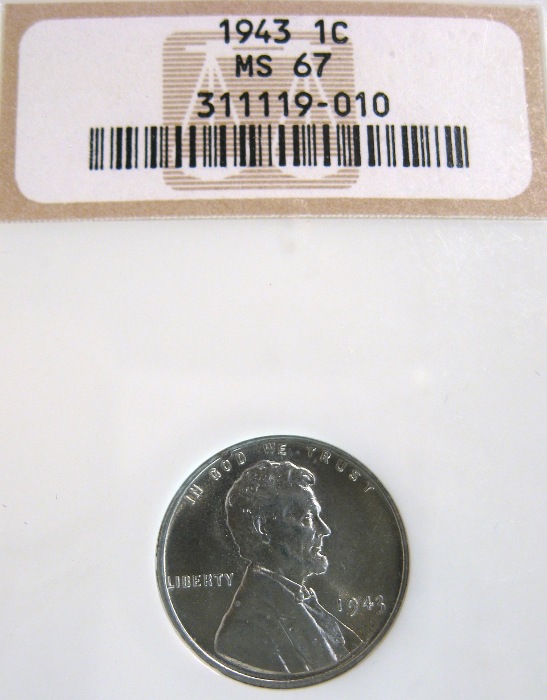 1943 1C
MS 67
311119-010
IN GOD WE TRUST
LIBERTY
1943